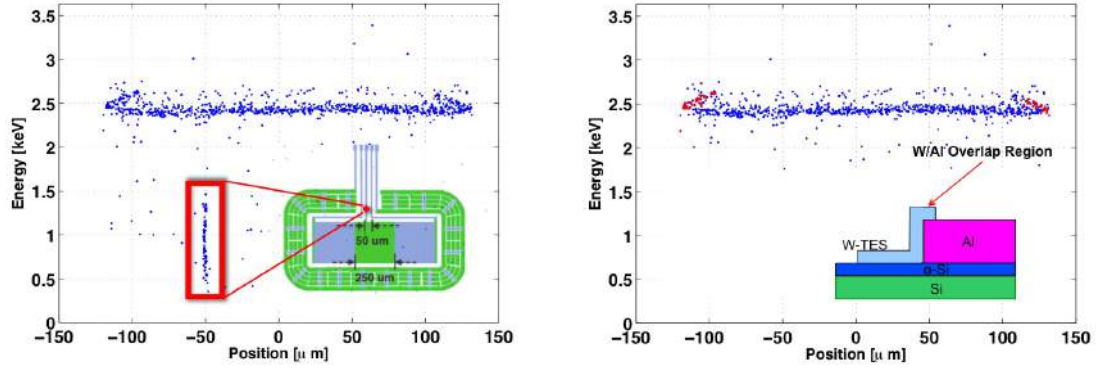 3.5
3
2.5
2
1.5
1
0.5
0
Energy [keV]
50 um
250 um
−150 −100 −50 0 50 100 150
Position [μ m]
3.5
3
2.5
2
1.5
1
0.5
0
Energy [keV]
W/Al Overlap Region
W-TES
Al
α-Si
Si
−150 −100 −50 0 50 100 150
Position [μ m]